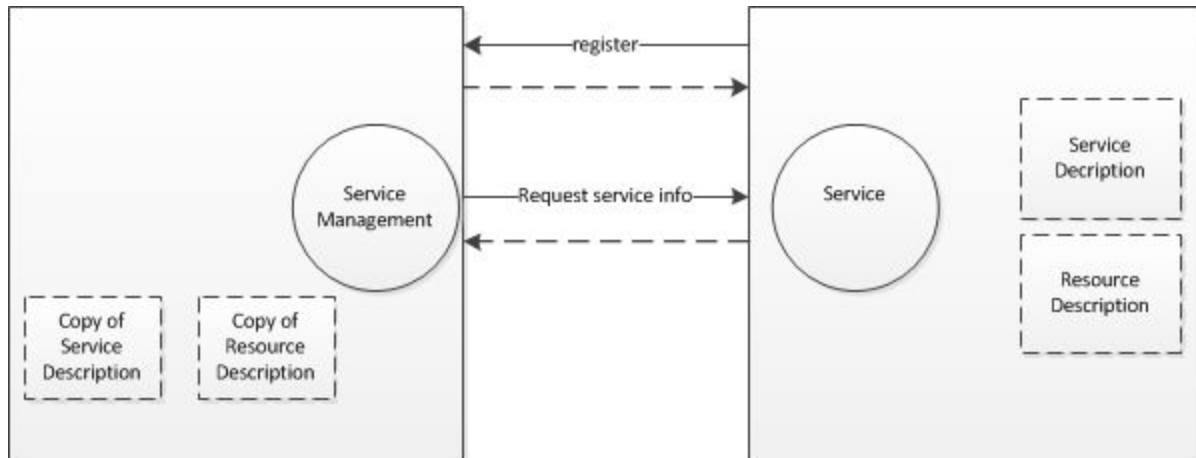 register
Service
Management
Request service info
Service
Service
Decription
Resource
Description
Copy of
Service
Description
Copy of
Resource
Description